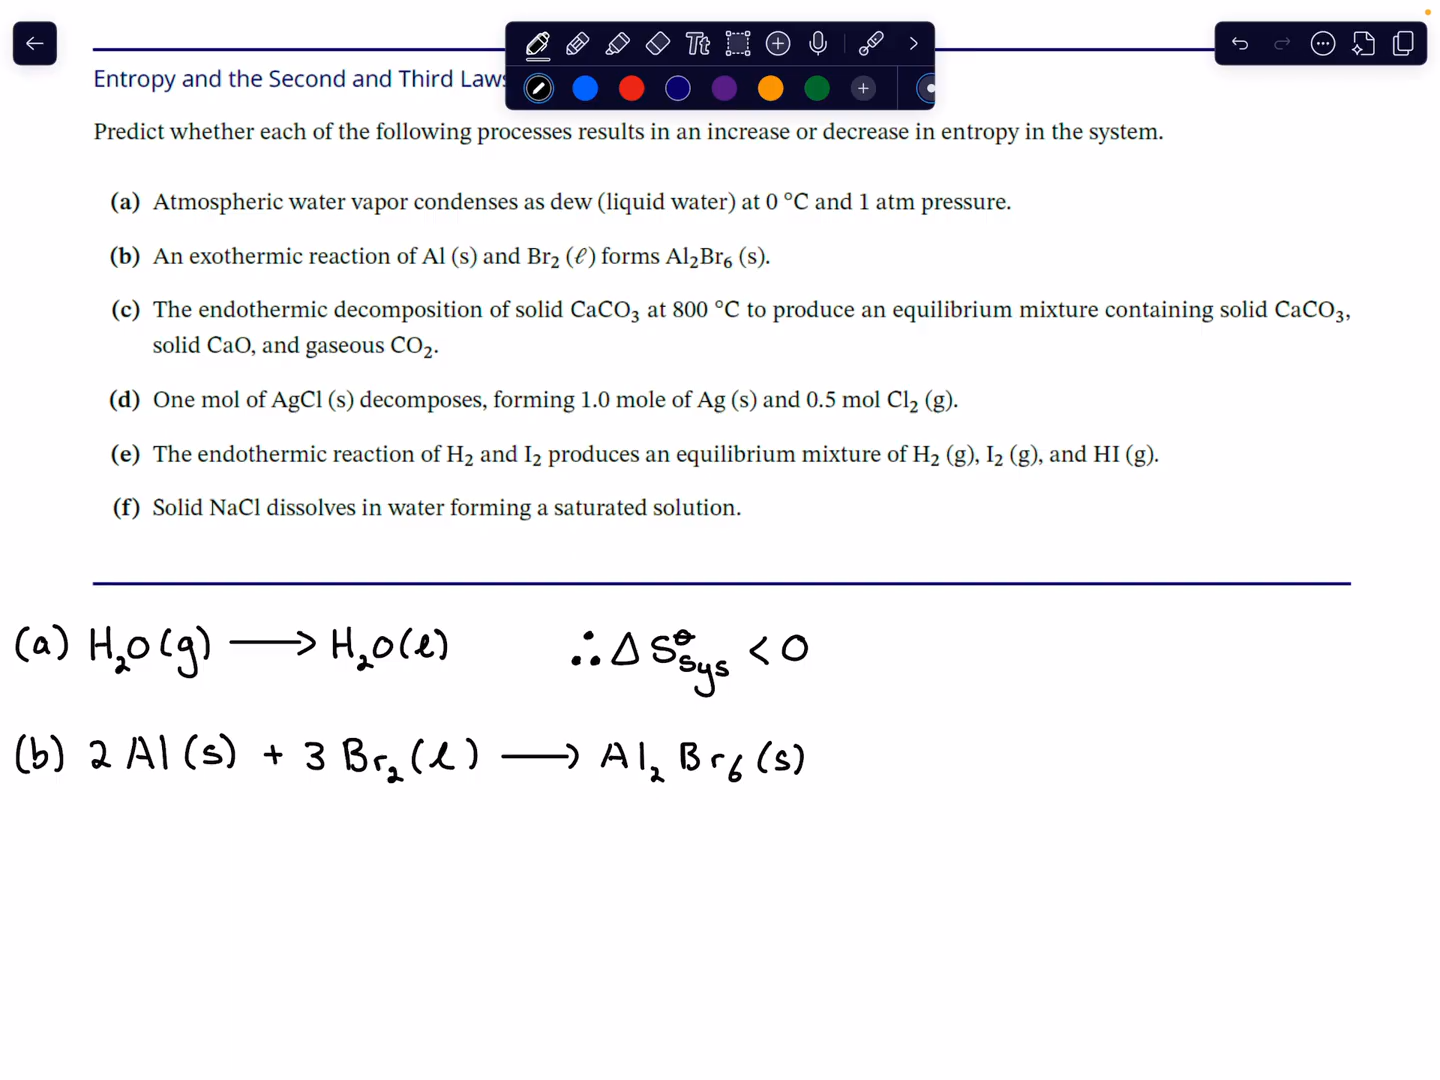 Tt
Entropy and the Second and Third Laws
Predict whether each of the following processes results in an increase or decrease in entropy in the system.
(a) Atmospheric water vapor condenses as dew (liquid water) at 0 °C and 1 atm pressure.
(b) An exothermic reaction of Al (s) and Br₂ (ℓ) forms Al₂Br₆ (s).
(c) The endothermic decomposition of solid CaCO₃ at 800 °C to produce an equilibrium mixture containing solid CaCO₃,
solid CaO, and gaseous CO₂.
(d) One mol of AgCl (s) decomposes, forming 1.0 mole of Ag (s) and 0.5 mol Cl₂ (g).
(e) The endothermic reaction of H₂ and I₂ produces an equilibrium mixture of H₂ (g), I₂ (g), and HI (g).
(f) Solid NaCl dissolves in water forming a saturated solution.
(a) H₂O(g) ⟶ H₂O(ℓ) ∴ΔS°sys < 0
(b) 2 Al(s) + 3 Br₂(ℓ) ⟶ Al₂Br₆(s)